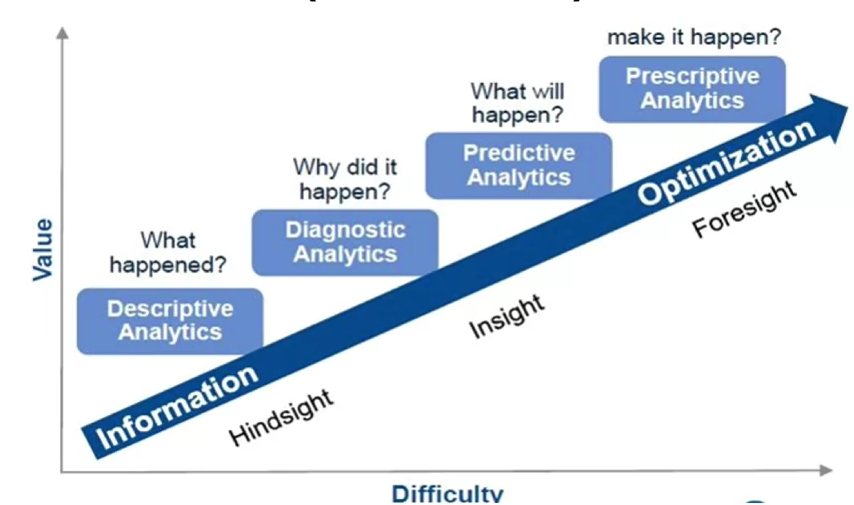 make it happen?
Prescriptive
Analytics
What will
happen?
Predictive
Analytics
Optimization
Foresight
Why did it
happen?
Diagnostic
Analytics
Insight
What
happened?
Descriptive
Analytics
Information
Hindsight
Value
Difficulty